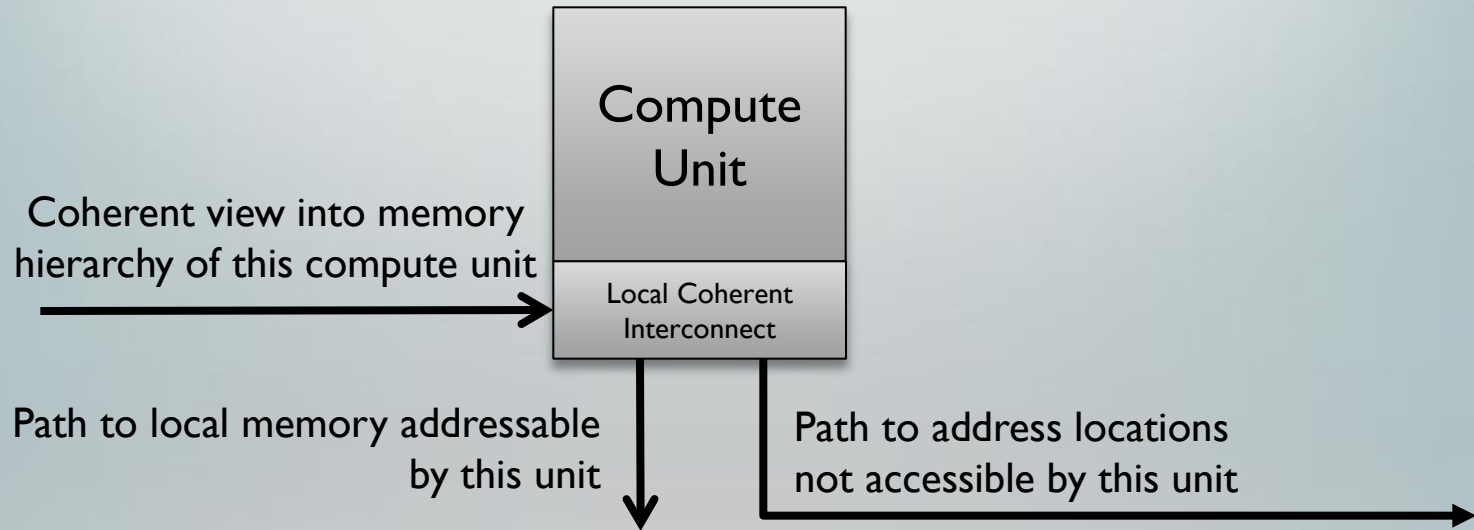 Compute
Unit
Coherent view into memory
hierarchy of this compute unit
Local Coherent
Interconnect
Path to local memory addressable
by this unit
Path to address locations
not accessible by this unit